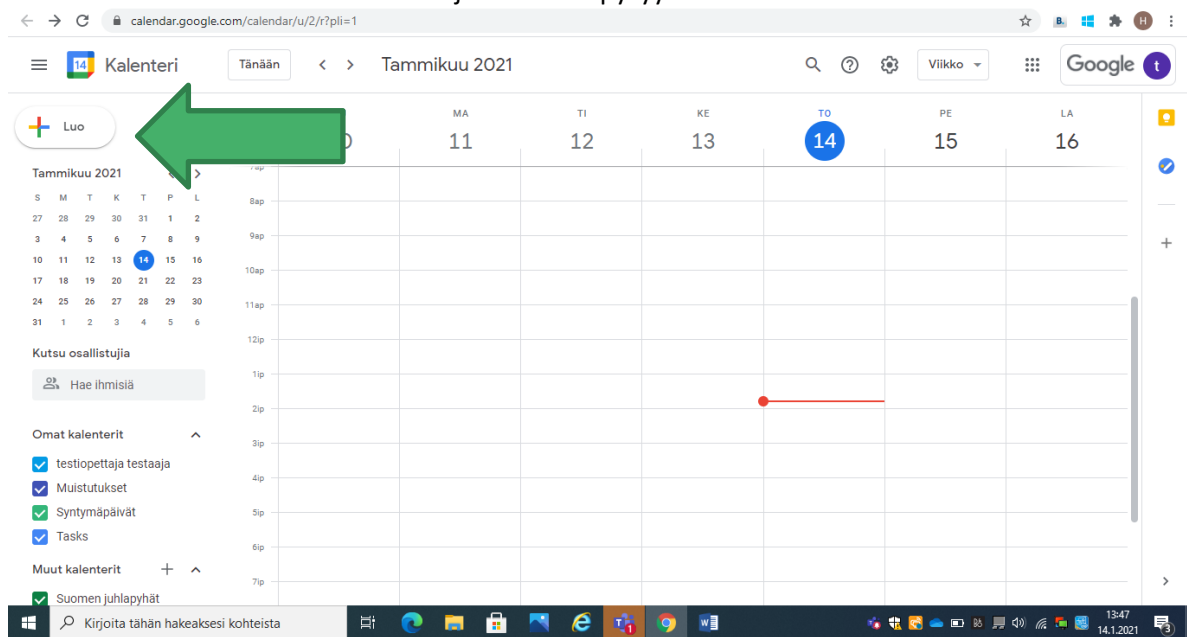 calendar.google.com/calendar/u/2/r?pli=1
B.
H
14 Kalenteri Tänään Tammikuu 2021 Viikko Google t
Luo
MA TI KE TO PE LA
11 12 13 14 15 16
Tammikuu 2021
S M T K T P L
27 28 29 30 31 1 2
3 4 5 6 7 8 9
10 11 12 13 14 15 16
17 18 19 20 21 22 23
24 25 26 27 28 29 30
31 1 2 3 4 5 6
8ap
9ap
10ap
11ap
12ip
1ip
2ip
3ip
4ip
5ip
6ip
7ip
Kutsu osallistujia
Hae ihmisiä
Omat kalenterit
testiopettaja testaaja
Muistutukset
Syntymäpäivät
Tasks
Muut kalenterit
Suomen juhlapyhät
Kirjoita tähän hakeaksesi kohteista
13:47
14.1.2021
3